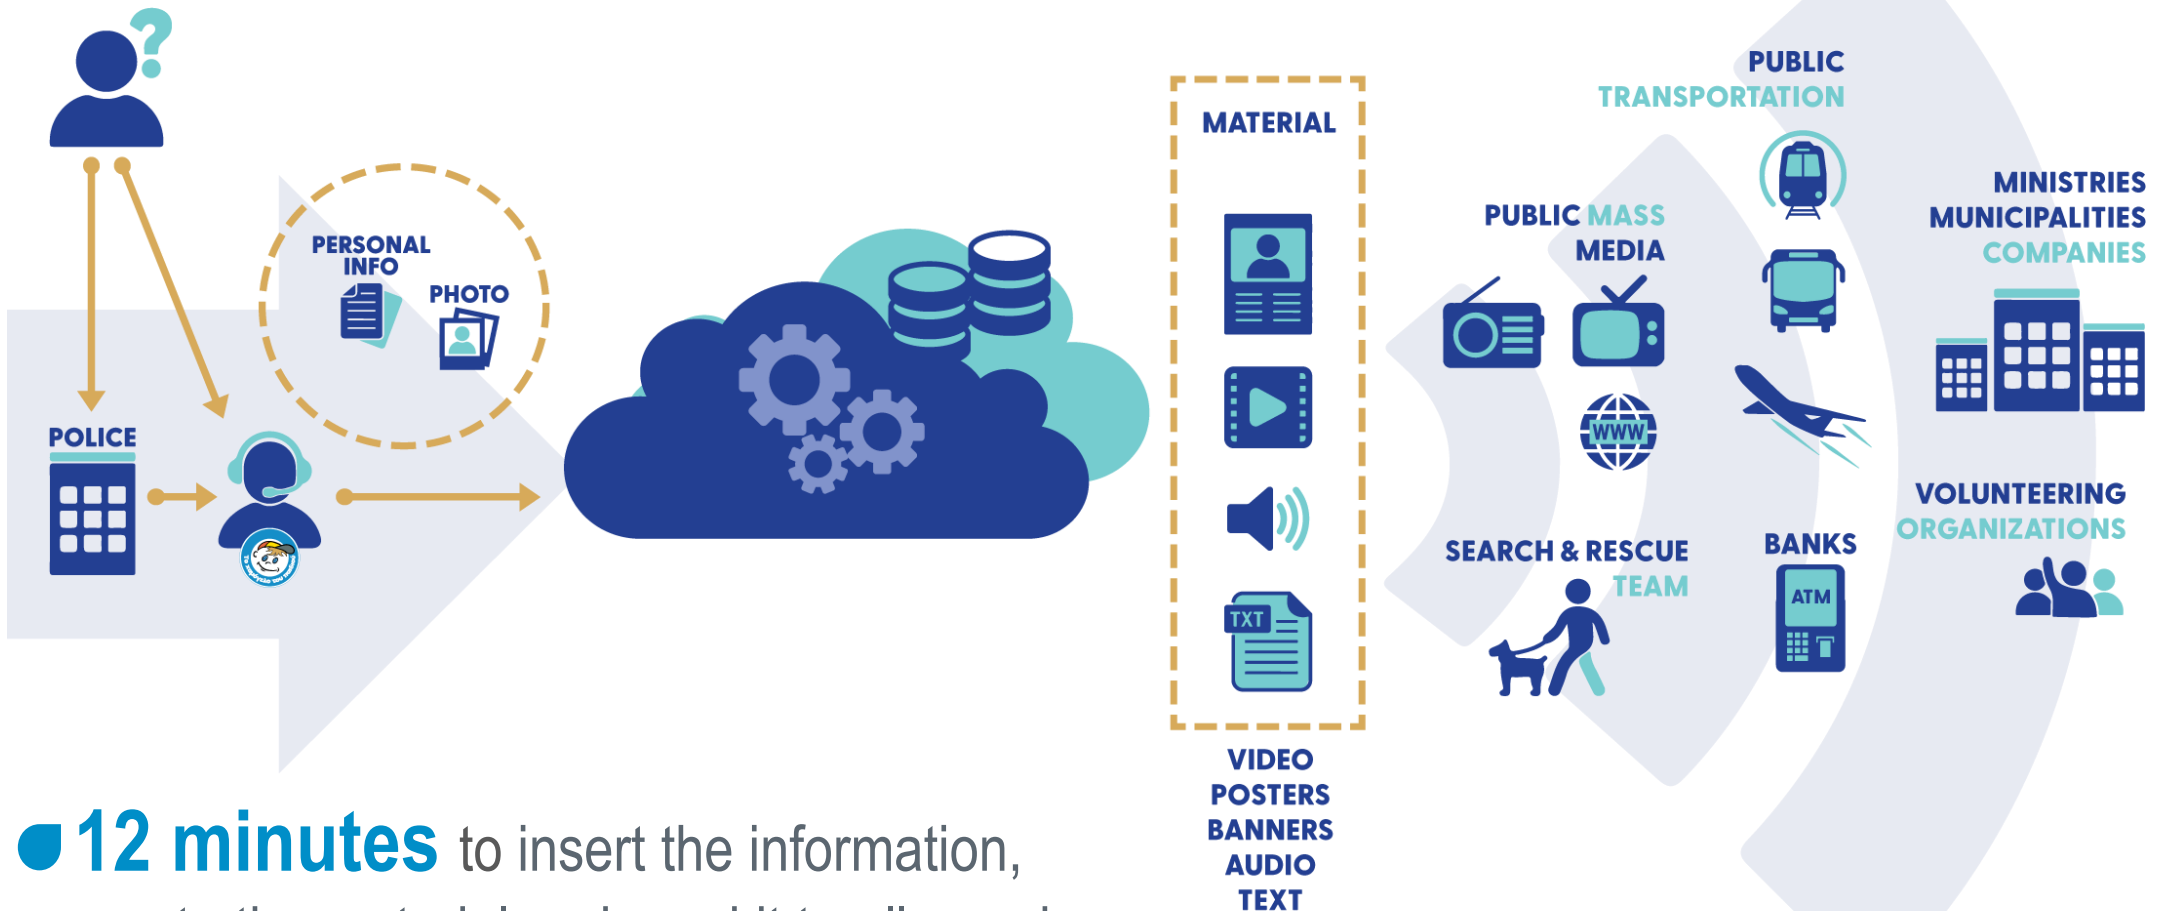 ?
PERSONAL
INFO
PHOTO
POLICE
MATERIAL
TXT
VIDEO
POSTERS
BANNERS
AUDIO
TEXT
PUBLIC MASS
MEDIA
WWW
SEARCH & RESCUE
TEAM
PUBLIC
TRANSPORTATION
BANKS
ATM
MINISTRIES
MUNICIPALITIES
COMPANIES
VOLUNTEERING
ORGANIZATIONS
12 minutes to insert the information,